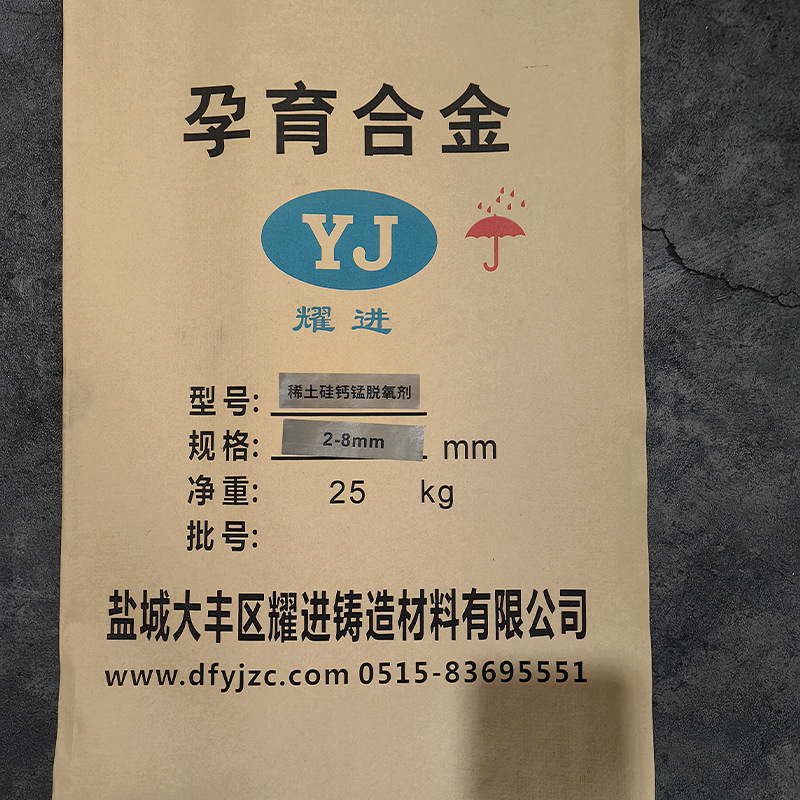 孕育合金
YJ
耀进
型号: 稀土硅钙锰脱氧剂
规格: 2-8mm mm
净重: 25 kg
批号:
盐城大丰区耀进铸造材料有限公司
www.dfyjzc.com 0515-83695551